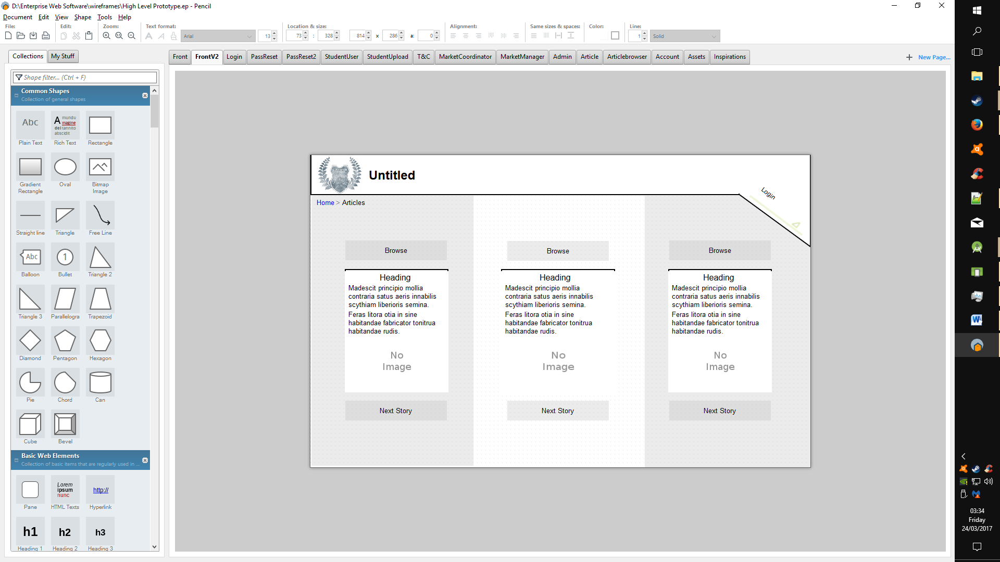 D:\Enterprise Web Software\wireframes\High Level Prototype.ep - Pencil
Document Edit View Shape Tools Help
File: Edit: Zoom: Text format: Location & size: Alignment: Same sizes & spaces: Color: Line:
Arial 13 73 : 328 814 x 286 a: 0 1 Solid
Collections My Stuff
Front FrontV2 Login PassReset PassReset2 StudentUser StudentUpload T&C MarketCoordinator MarketManager Admin Article Articlebrowser Account Assets Inspirations
New Page...
Shape filter... (Ctrl + F)
Common Shapes
Collection of general shapes
Abc
A mundu
magine
del tannito
abscidit
Plain Text Rich Text Rectangle
Gradient Rectangle Oval Bitmap Image
Straight line Triangle Free Line
Abc 1
Balloon Bullet Triangle 2
Triangle 3 Parallelogra Trapezoid
Diamond Pentagon Hexagon
Pie Chord Can
Cube Bevel
Basic Web Elements
Collection of basic items that are regularly used in ...
Lorem
ipsum
nunc
http://
Pane HTML Texts Hyperlink
h1 h2 h3
Heading 1 Heading 2 Heading 3
Untitled
Login
Home > Articles
Browse
Heading
Madescit principio mollia
contraria satus aeris innabilis
scythiam liberioris semina.
Feras litora otia in sine
habitandae fabricator tonitrua
habitandae rudis.
No
Image
Next Story
Browse
Heading
Madescit principio mollia
contraria satus aeris innabilis
scythiam liberioris semina.
Feras litora otia in sine
habitandae fabricator tonitrua
habitandae rudis.
No
Image
Next Story
Browse
Heading
Madescit principio mollia
contraria satus aeris innabilis
scythiam liberioris semina.
Feras litora otia in sine
habitandae fabricator tonitrua
habitandae rudis.
No
Image
Next Story
03:34
Friday
24/03/2017